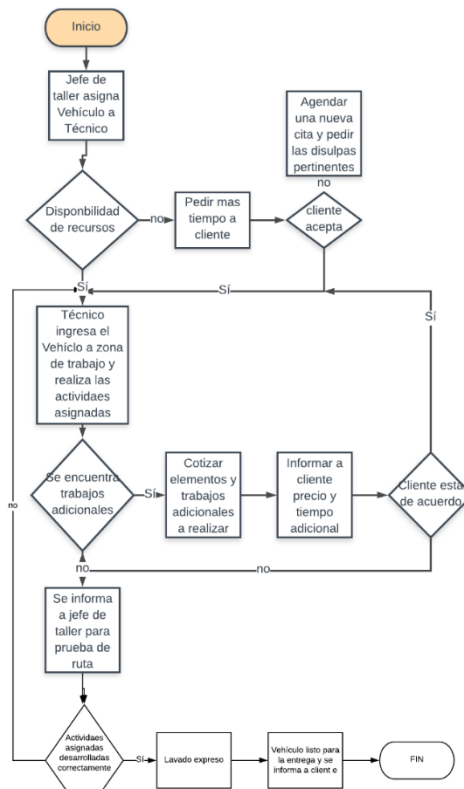 Inicio
Jefe de
taller asigna
Vehículo a
Técnico
Agendar
una nueva
cita y pedir
las disulpas
pertinentes
no
Disponbilidad
de recursos
no
Pedir mas
tiempo a
cliente
cliente
acepta
Sí
Sí
Sí
Técnico
ingresa el
Vehíclo a zona
de trabajo y
realiza las
actividaes
asignadas
Se encuentra
trabajos
adicionales
Sí
Cotizar
elementos y
trabajos
adicionales
a realizar
Informar a
cliente
precio y
tiempo
adicional
Cliente esta
de acuerdo
no
no
no
Se informa
a jefe de
taller para
prueba de
ruta
Actividaes
asignadas
desarrolladas
correctamente
Sí
Lavado expreso
Vehículo listo para
la entrega y se
informa a client e
FIN